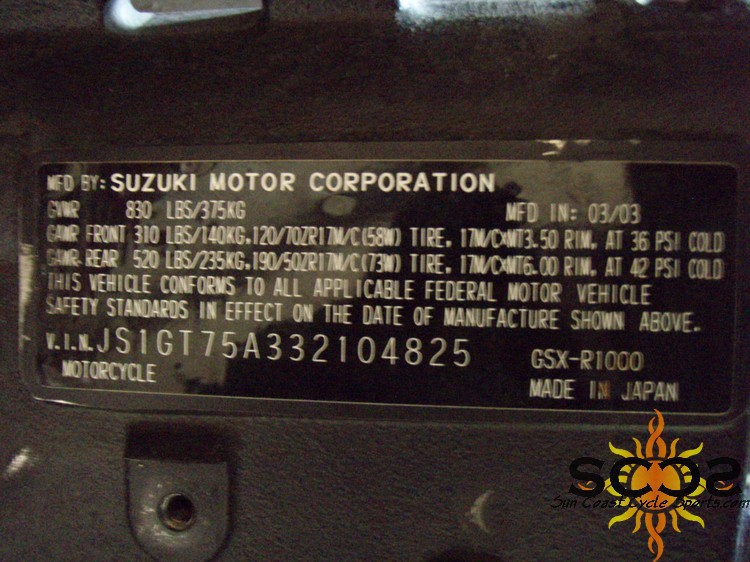 MFD BY: SUZUKI MOTOR CORPORATION
GVWR 830 LBS/375KG MFD IN: 03/03
GAWR FRONT 310 LBS/140KG,120/70ZR17M/C(58W) TIRE, 17M/C×MT3.50 RIM, AT 36 PSI COLD
GAWR REAR 520 LBS/235KG,190/50ZR17M/C(73W) TIRE, 17M/C×MT6.00 RIM, AT 42 PSI COLD
THIS VEHICLE CONFORMS TO ALL APPLICABLE FEDERAL MOTOR VEHICLE
SAFETY STANDARDS IN EFFECT ON THE DATE OF MANUFACTURE SHOWN ABOVE.
V.I.N.JS1GT75A332104825 GSX-R1000
MOTORCYCLE MADE IN JAPAN
Sun Coast Cycle Sports.com